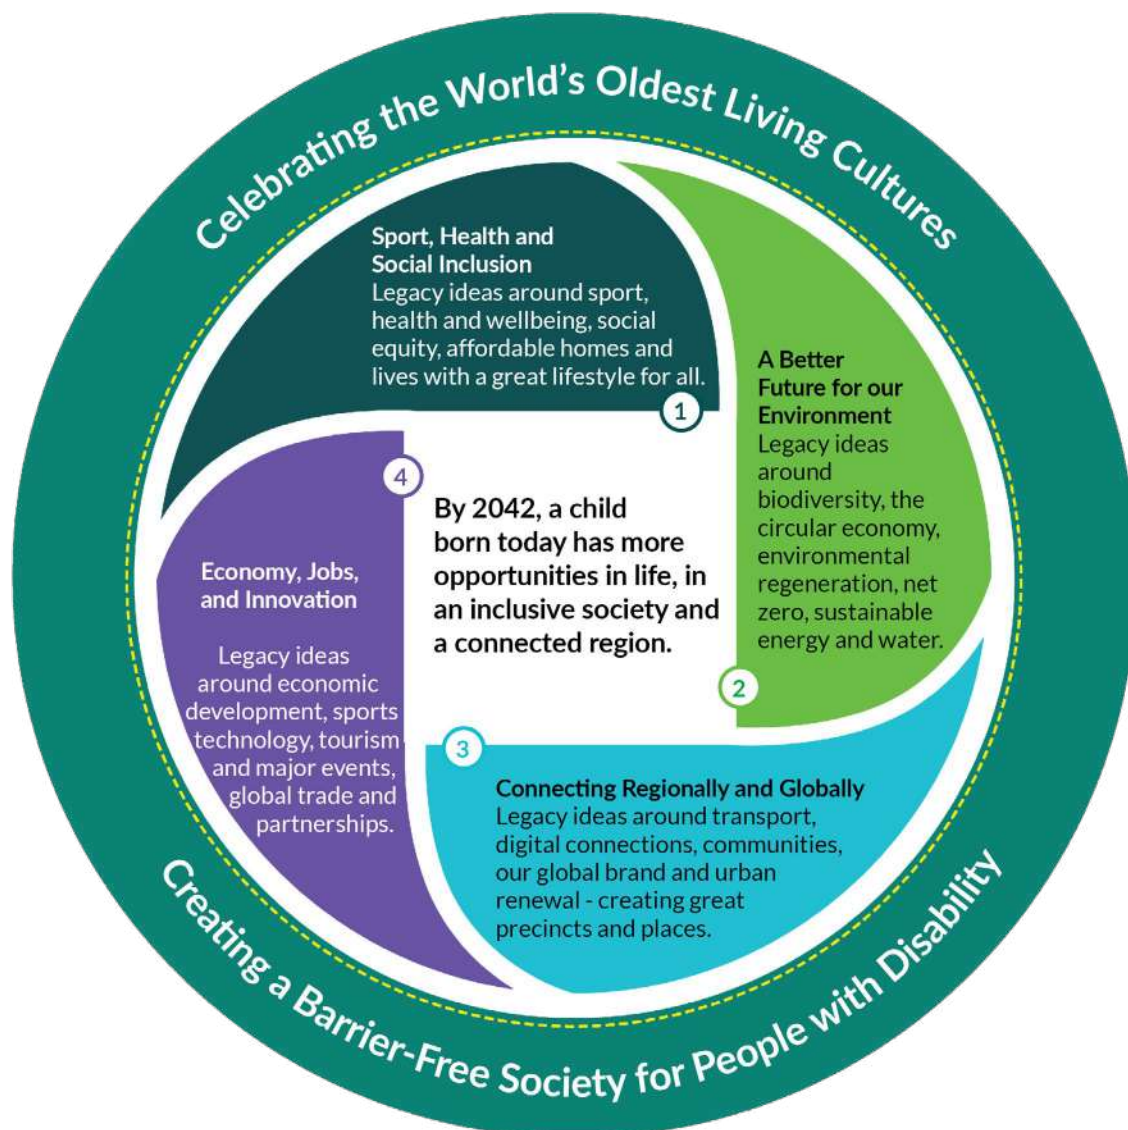 Celebrating the World's Oldest Living Cultures
Sport, Health and
Social Inclusion
Legacy ideas around sport,
health and wellbeing, social
equity, affordable homes and
lives with a great lifestyle for all.
1
A Better
Future for our
Environment
Legacy ideas
around
biodiversity, the
circular economy,
environmental
regeneration, net
zero, sustainable
energy and water.
2
Connecting Regionally and Globally
Legacy ideas around transport,
digital connections, communities,
our global brand and urban
renewal - creating great
precincts and places.
3
Economy, Jobs,
and Innovation
Legacy ideas
around economic
development, sports
technology, tourism
and major events,
global trade and
partnerships.
4
By 2042, a child
born today has more
opportunities in life, in
an inclusive society and
a connected region.
Creating a Barrier-Free Society for People with Disability